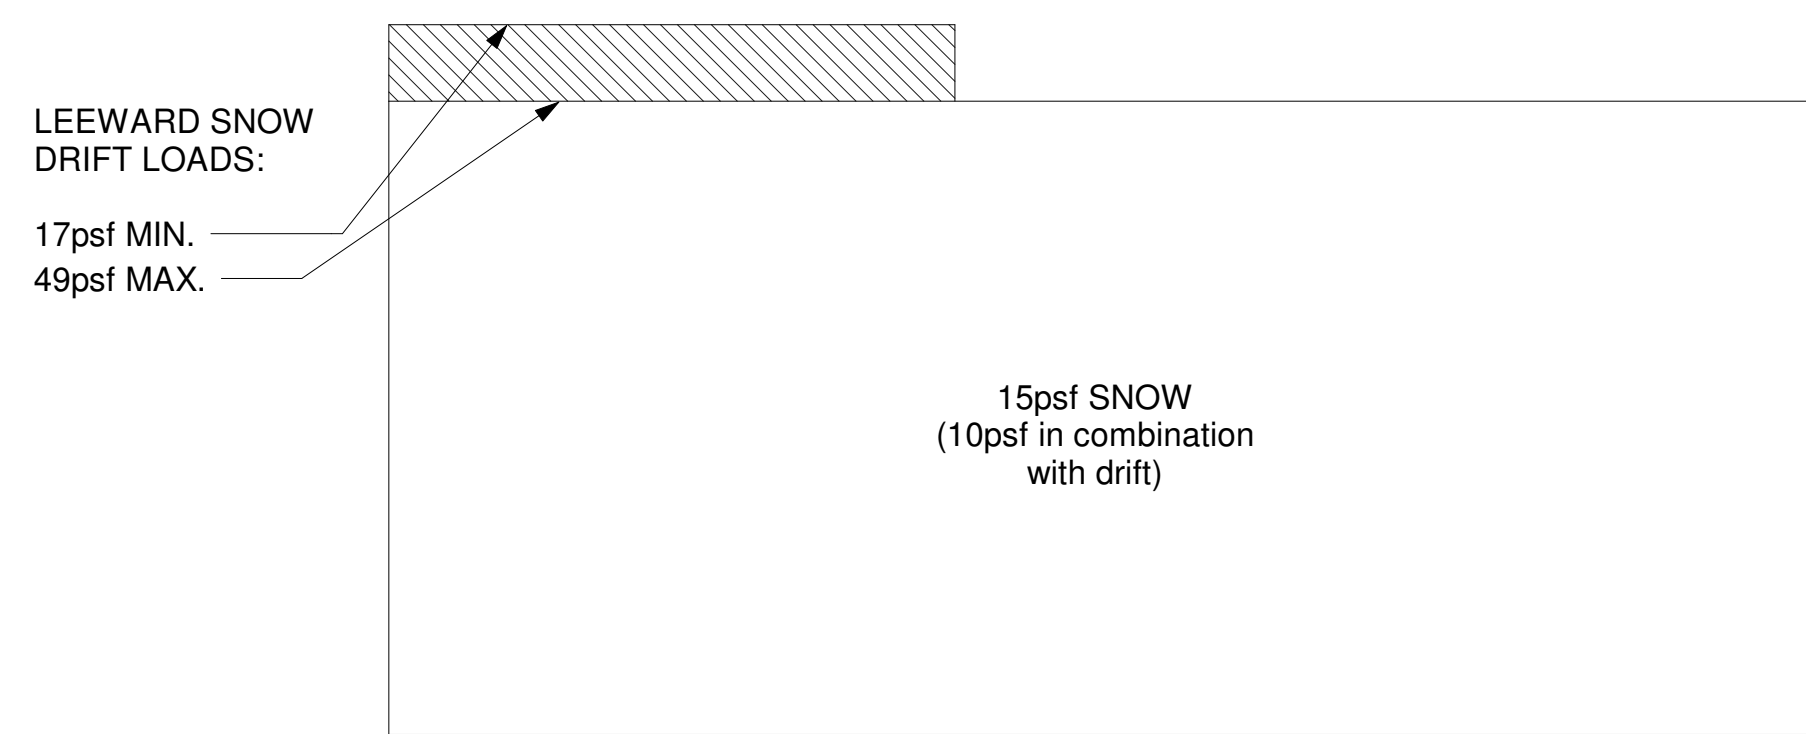 LEEWARD SNOW
DRIFT LOADS:
17psf MIN.
49psf MAX.
15psf SNOW
(10psf in combination
with drift)